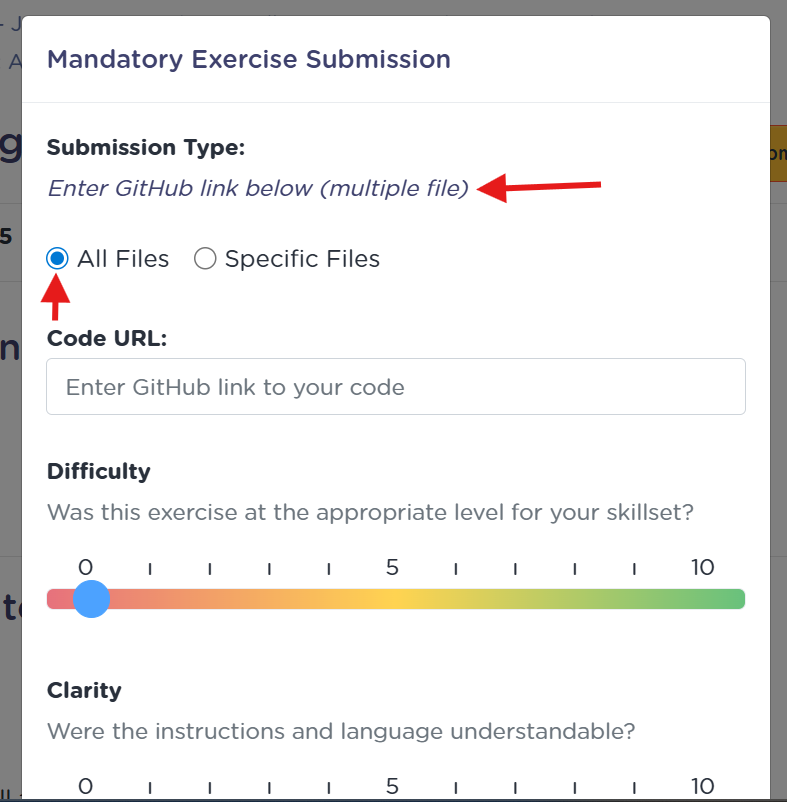 Mandatory Exercise Submission
Submission Type:
Enter GitHub link below (multiple file)
All Files Specific Files
Code URL:
Enter GitHub link to your code
Difficulty
Was this exercise at the appropriate level for your skillset?
0 5 10
Clarity
Were the instructions and language understandable?
0 5 10